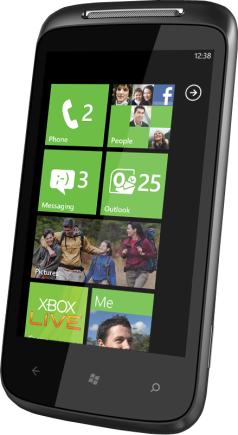 12:38
2
Phone
f
People
3
Messaging
25
Outlook
Pictures
XBOX
LIVE
Me